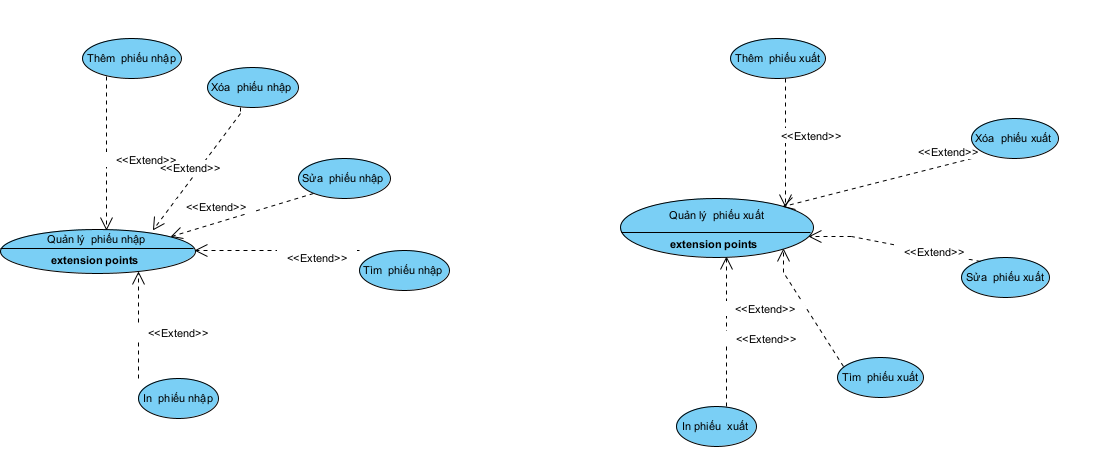 Thêm phiếu nhập
Xóa phiếu nhập
<<Extend>>
<<Extend>>
Sửa phiếu nhập
<<Extend>>
Quản lý phiếu nhập
extension points
<<Extend>>
Tìm phiếu nhập
<<Extend>>
In phiếu nhập
Thêm phiếu xuất
<<Extend>>
Xóa phiếu xuất
<<Extend>>
Quản lý phiếu xuất
extension points
<<Extend>>
Sửa phiếu xuất
<<Extend>>
<<Extend>>
Tìm phiếu xuất
In phiếu xuất